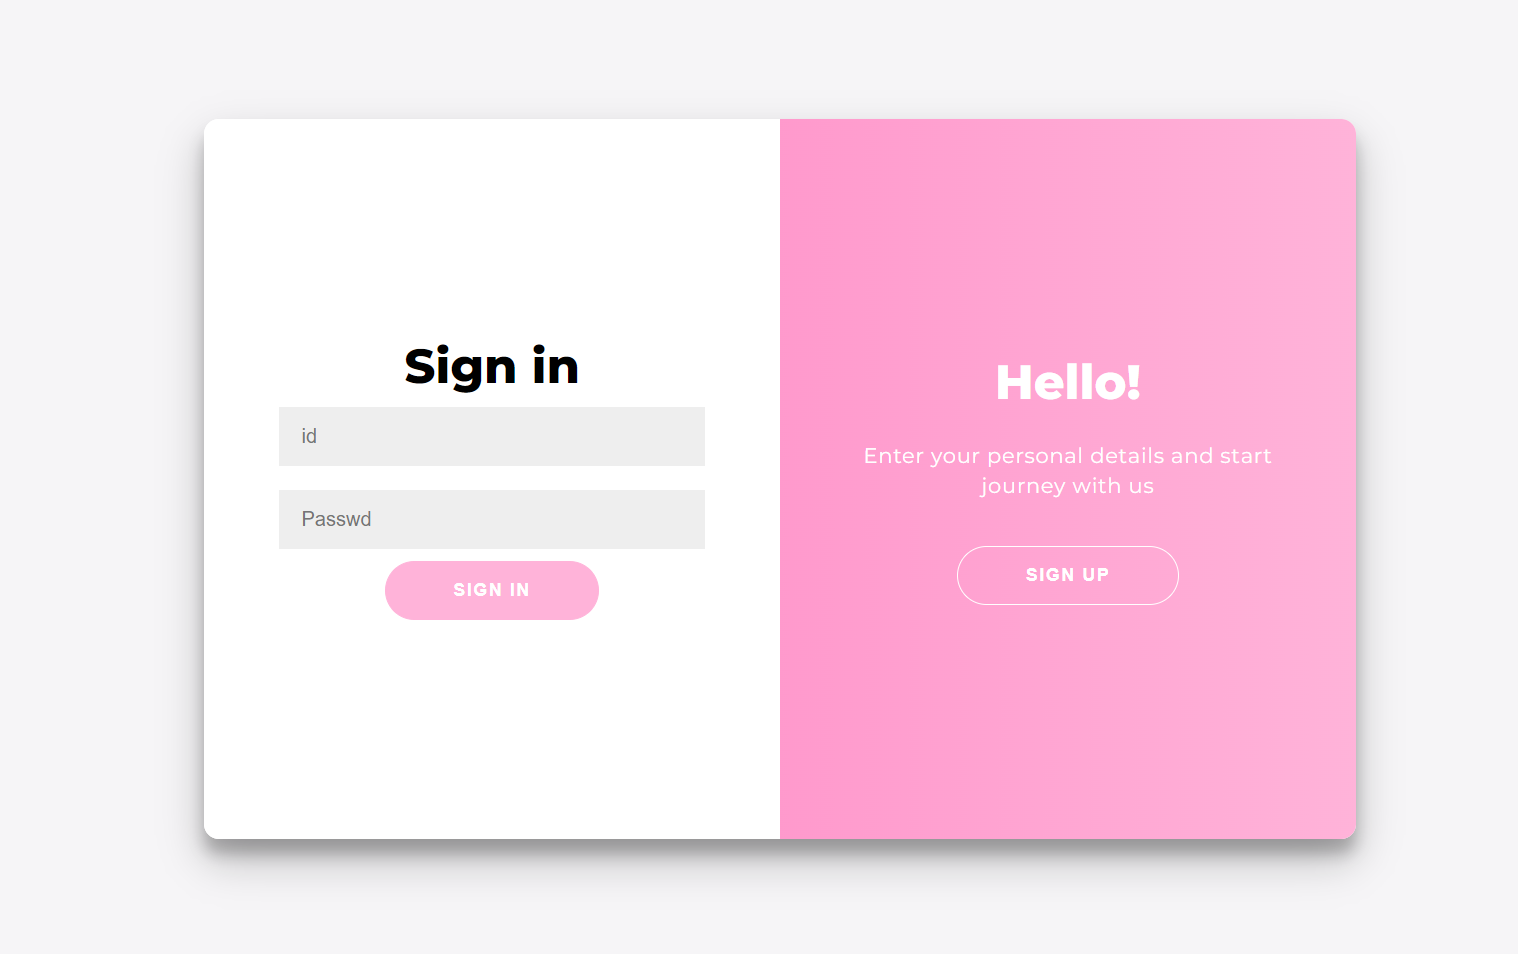 Sign in
id
Passwd
SIGN IN
Hello!
Enter your personal details and start
journey with us
SIGN UP